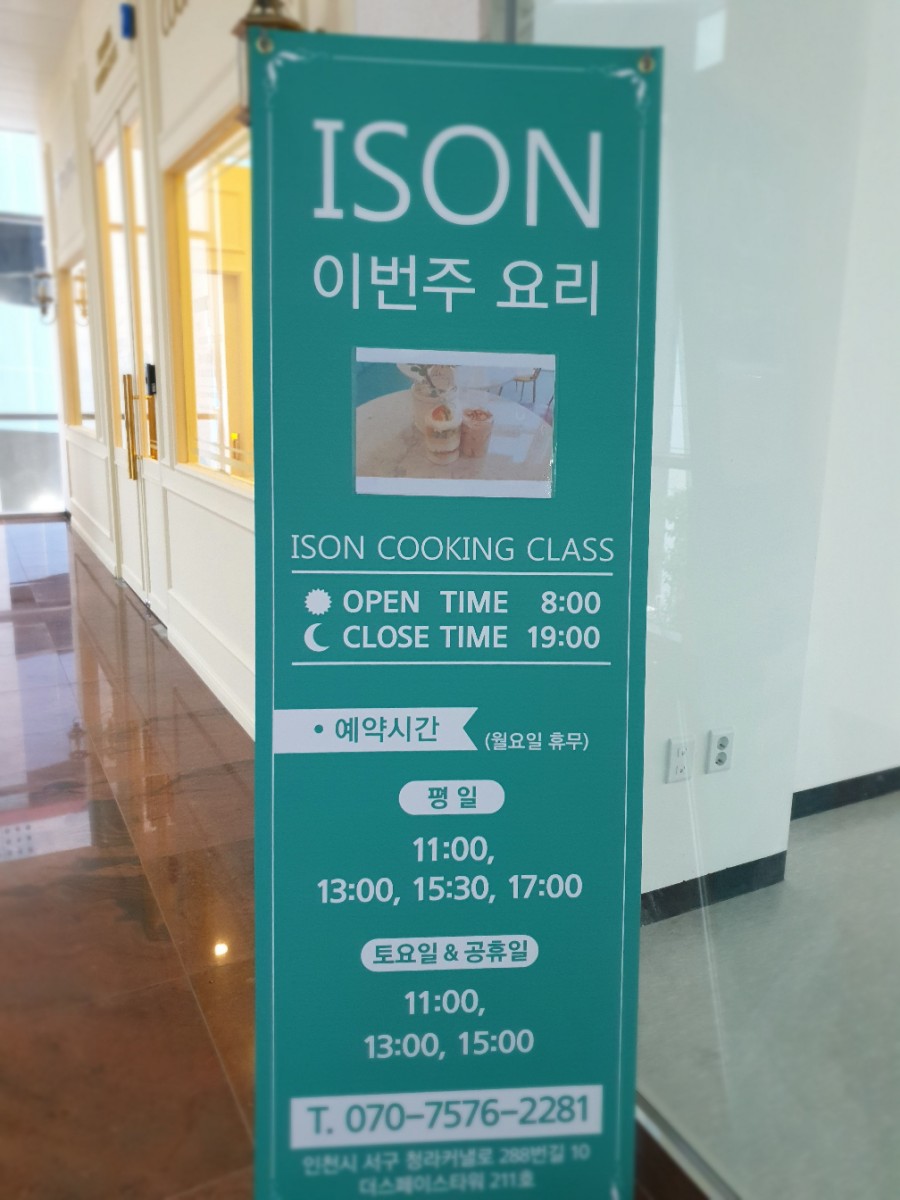 ISON
이번주 요리
ISON COOKING CLASS
OPEN TIME 8:00
CLOSE TIME 19:00
• 예약시간 (월요일 휴무)
평 일
11:00,
13:00, 15:30, 17:00
토요일 & 공휴일
11:00,
13:00, 15:00
T. 070-7576-2281
인천시 서구 청라커낼로 288번길 10
더스페이스타워 211호